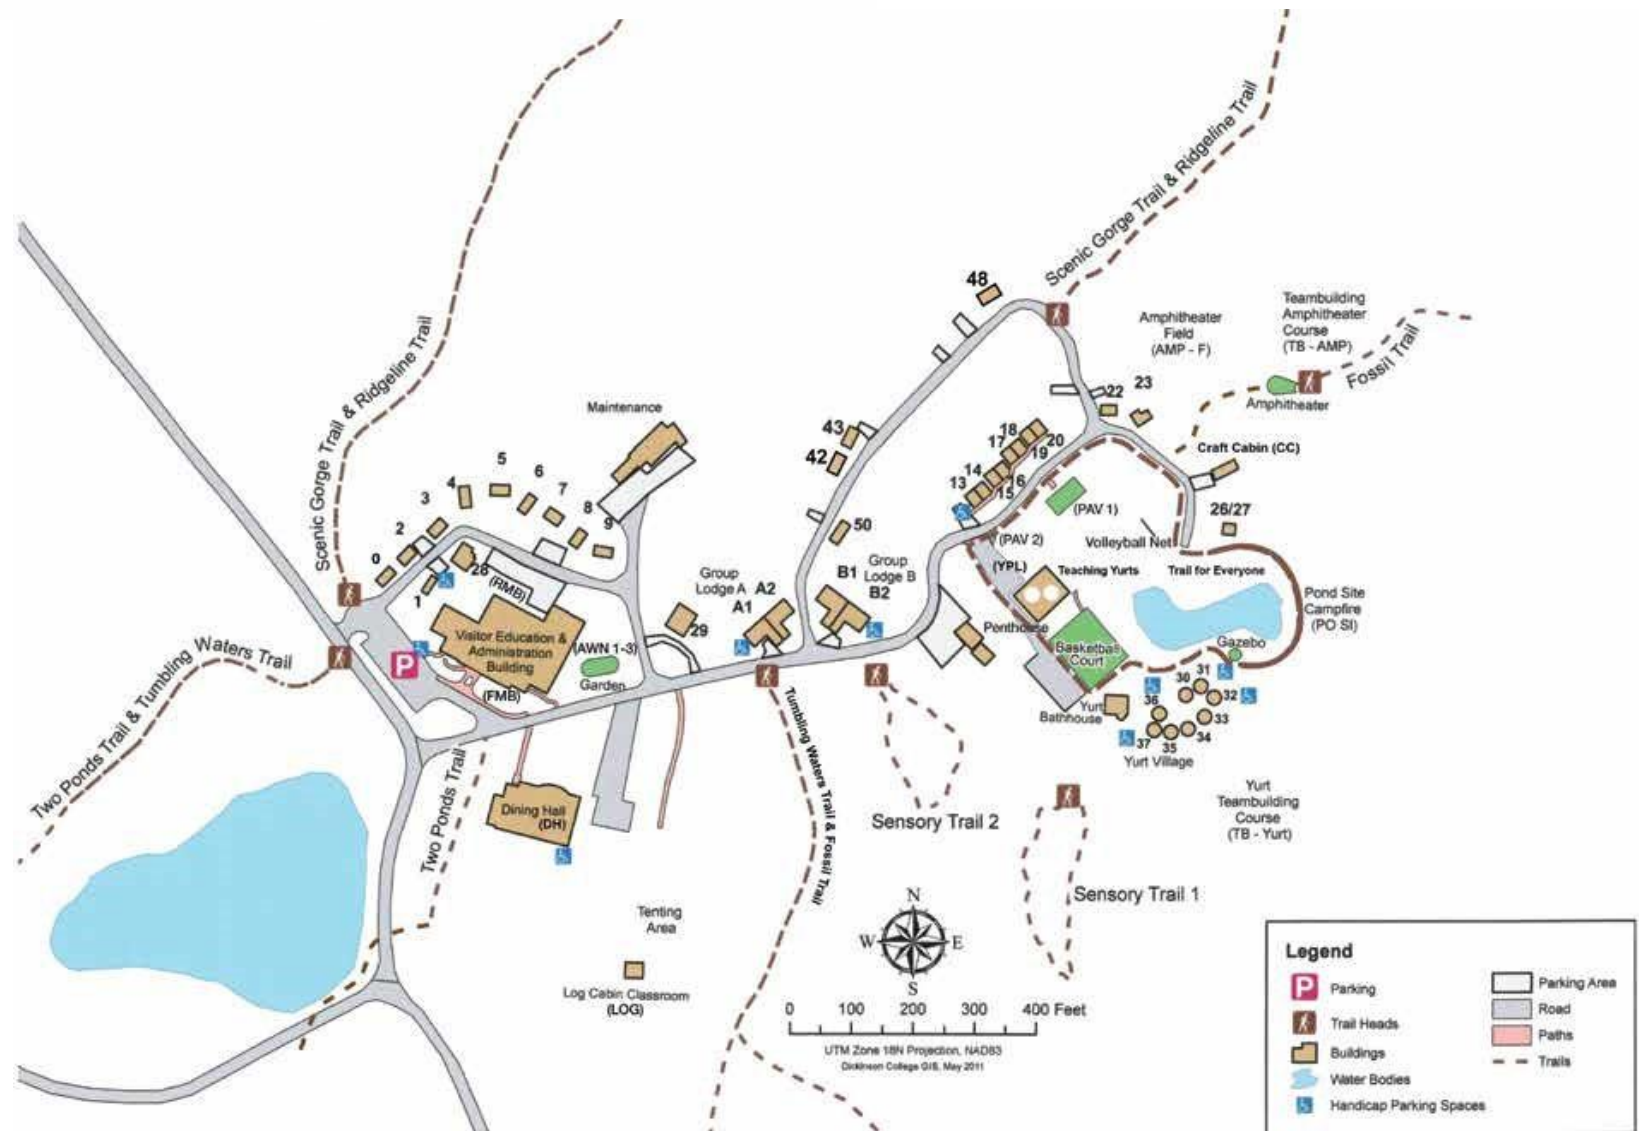 48
Scenic Gorge Trail & Ridgeline Trail
Amphitheater
Field
(AMP - F)
Teambuilding
Amphitheater
Course
(TB - AMP)
Fossil Trail
Amphitheater
Scenic Gorge Trail & Ridgeline Trail
Maintenance
22
23
43
42
18
17
20
19
14
13
16
15
Craft Cabin (CC)
5
6
4
7
3
8
2
9
0
1
28
(RMB)
50
(PAV 1)
26/27
(PAV 2)
Volleyball Net
(YPL)
Teaching Yurts
Trail for Everyone
Group
Lodge A
A2
A1
B1
Group
Lodge B
B2
29
Pond Site
Campfire
(PO SI)
Penthouse
Basketball
Court
Gazebo
Visitor Education &
Administration
Building
(AWN 1-3)
Garden
(FMB)
P
Two Ponds Trail & Tumbling Waters Trail
Two Ponds Trail
Dining Hall
(DH)
Tumbling Waters Trail & Fossil Trail
31
30
32
36
33
34
37
35
Yurt
Bathhouse
Yurt Village
Yurt
Teambuilding
Course
(TB - Yurt)
Sensory Trail 2
Sensory Trail 1
Tenting
Area
Log Cabin Classroom
(LOG)
N
W
E
S
0 100 200 300 400 Feet
UTM Zone 18N Projection, NAD83
Dickinson College GIS, May 2011
Legend
P Parking
Trail Heads
Buildings
Water Bodies
Handicap Parking Spaces
Parking Area
Road
Paths
Trails